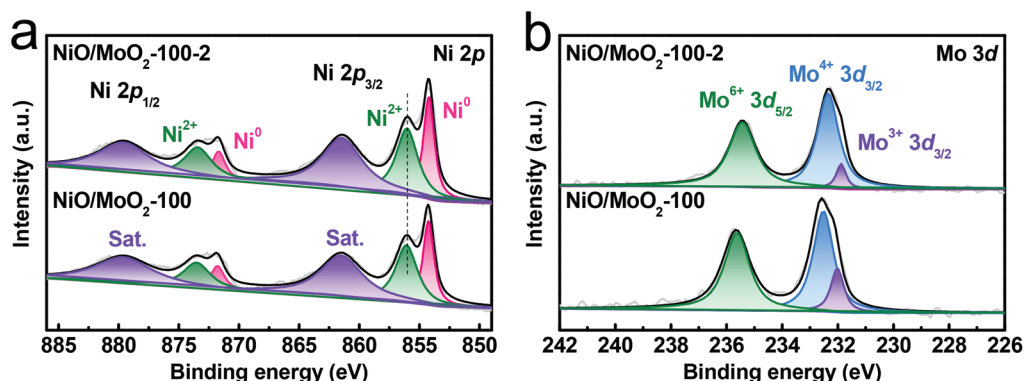 a
NiO/MoO₂-100-2
Ni 2p
Ni 2p₁/₂
Ni 2p₃/₂
Ni²⁺
Ni⁰
Ni²⁺
Ni⁰
NiO/MoO₂-100
Sat.
Sat.
Intensity (a.u.)
885 880 875 870 865 860 855 850
Binding energy (eV)
b
NiO/MoO₂-100-2
Mo 3d
Mo⁴⁺ 3d₃/₂
Mo⁶⁺ 3d₅/₂
Mo³⁺ 3d₃/₂
NiO/MoO₂-100
Intensity (a.u.)
242 240 238 236 234 232 230 228 226
Binding energy (eV)